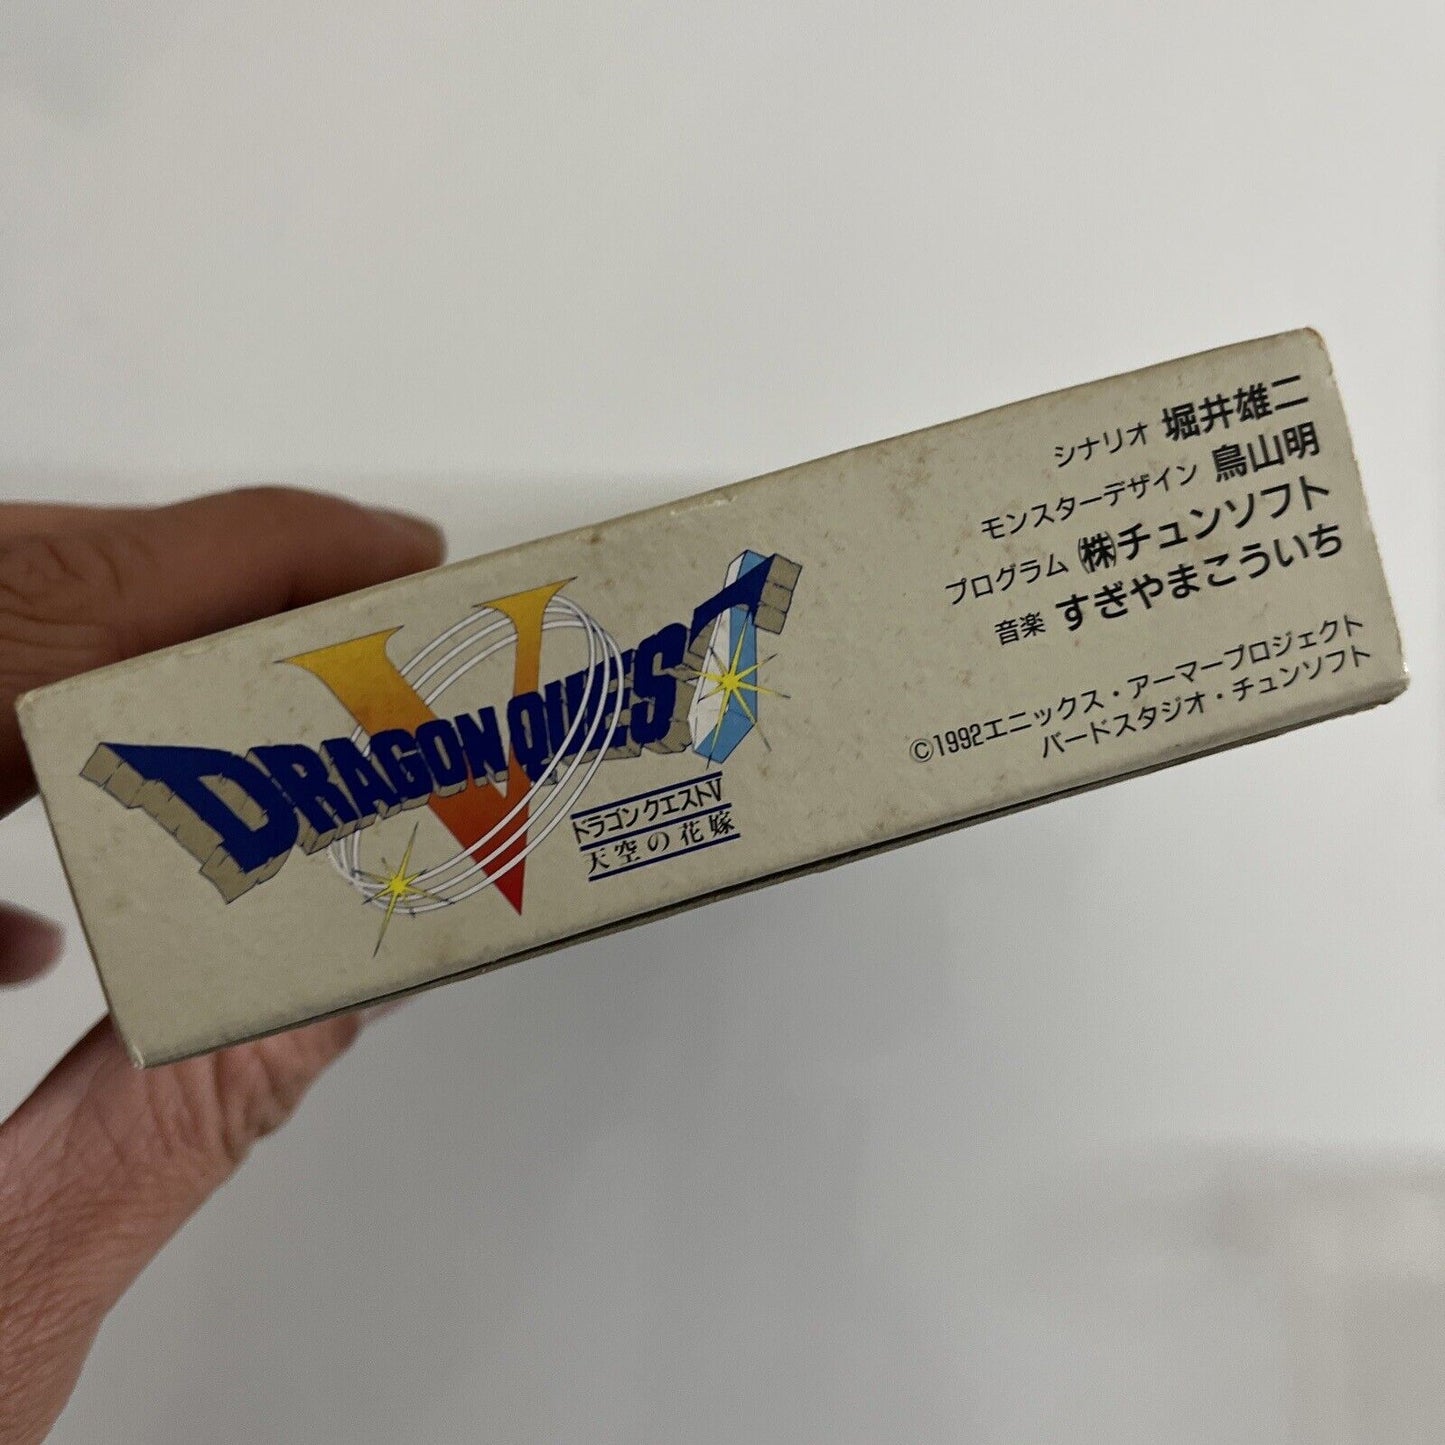 DRAGON QUEST
V
ドラゴンクエストV
天空の花嫁
シナリオ 堀井雄二
モンスターデザイン 鳥山明
プログラム ㈱チュンソフト
音楽 すぎやまこういち
©1992エニックス・アーマープロジェクト
バードスタジオ・チュンソフト